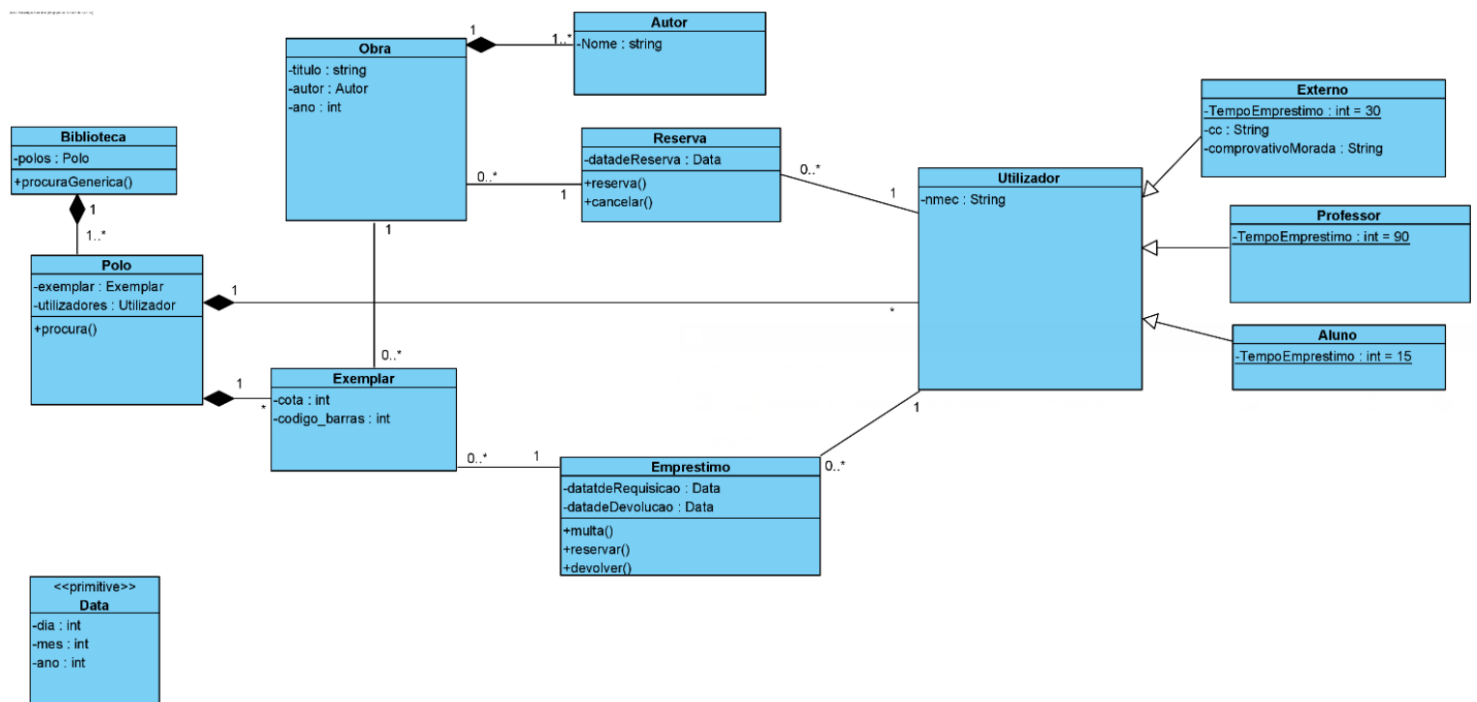 Autor
-Nome : string
1
1..*
Obra
-titulo : string
-autor : Autor
-ano : int
Externo
-TempoEmprestimo : int = 30
-cc : String
-comprovativoMorada : String
Biblioteca
-polos : Polo
+procuraGenerica()
1
1..*
Reserva
-datadeReserva : Data
+reserva()
+cancelar()
0..*
1
0..*
1
Utilizador
-nmec : String
Professor
-TempoEmprestimo : int = 90
Polo
-exemplar : Exemplar
-utilizadores : Utilizador
+procura()
1
*
1
0..*
Aluno
-TempoEmprestimo : int = 15
Exemplar
-cota : int
-codigo_barras : int
1
*
0..*
1
1
0..*
Emprestimo
-datatdeRequisicao : Data
-datadeDevolucao : Data
+multa()
+reservar()
+devolver()
<<primitive>>
Data
-dia : int
-mes : int
-ano : int